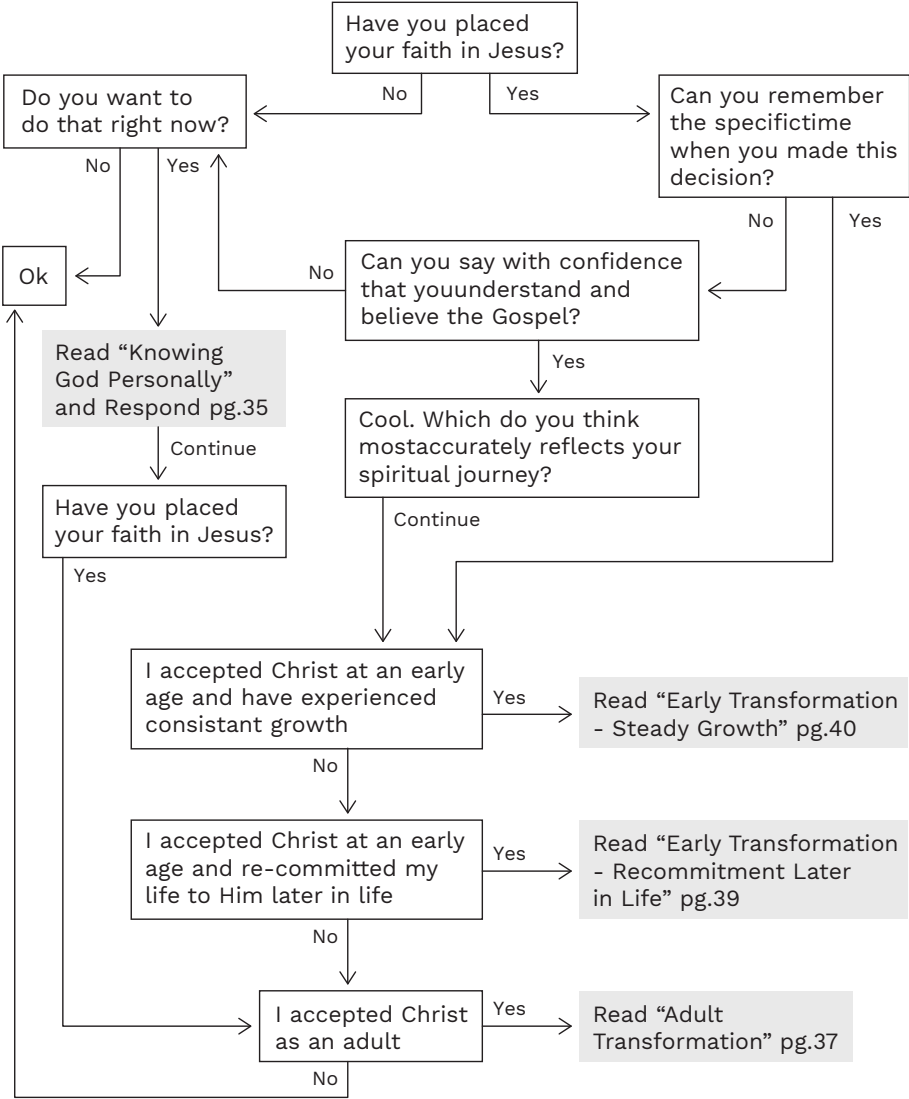 Have you placed
your faith in Jesus?
No
Yes
Do you want to
do that right now?
Can you remember
the specifictime
when you made this
decision?
No
Yes
No
Yes
Ok
No
Can you say with confidence
that youunderstand and
believe the Gospel?
Yes
Read “Knowing
God Personally”
and Respond pg.35
Continue
Cool. Which do you think
mostaccurately reflects your
spiritual journey?
Continue
Have you placed
your faith in Jesus?
Yes
I accepted Christ at an early
age and have experienced
consistant growth
Yes
Read “Early Transformation
- Steady Growth” pg.40
No
I accepted Christ at an early
age and re-committed my
life to Him later in life
Yes
Read “Early Transformation
- Recommitment Later
in Life” pg.39
No
I accepted Christ
as an adult
Yes
Read “Adult
Transformation” pg.37
No